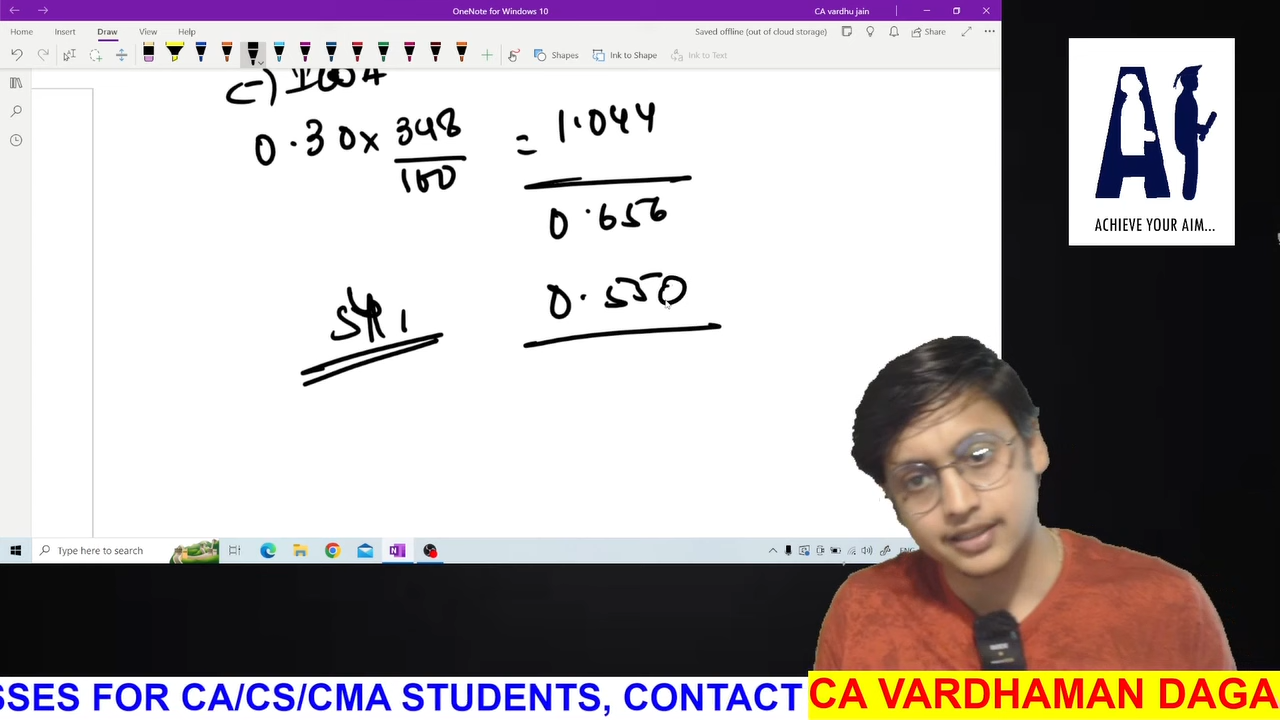 OneNote for Windows 10
CA vardhu jain
Home Insert Draw View Help
Saved offline (out of cloud storage)
Share
Shapes
Ink to Shape
Ink to Text
0.30 x 348 = 1.044
100
0.656
0.550
ACHIEVE YOUR AIM...
Type here to search
ENG
SSES FOR CA/CS/CMA STUDENTS, CONTACT CA VARDHAMAN DAGA